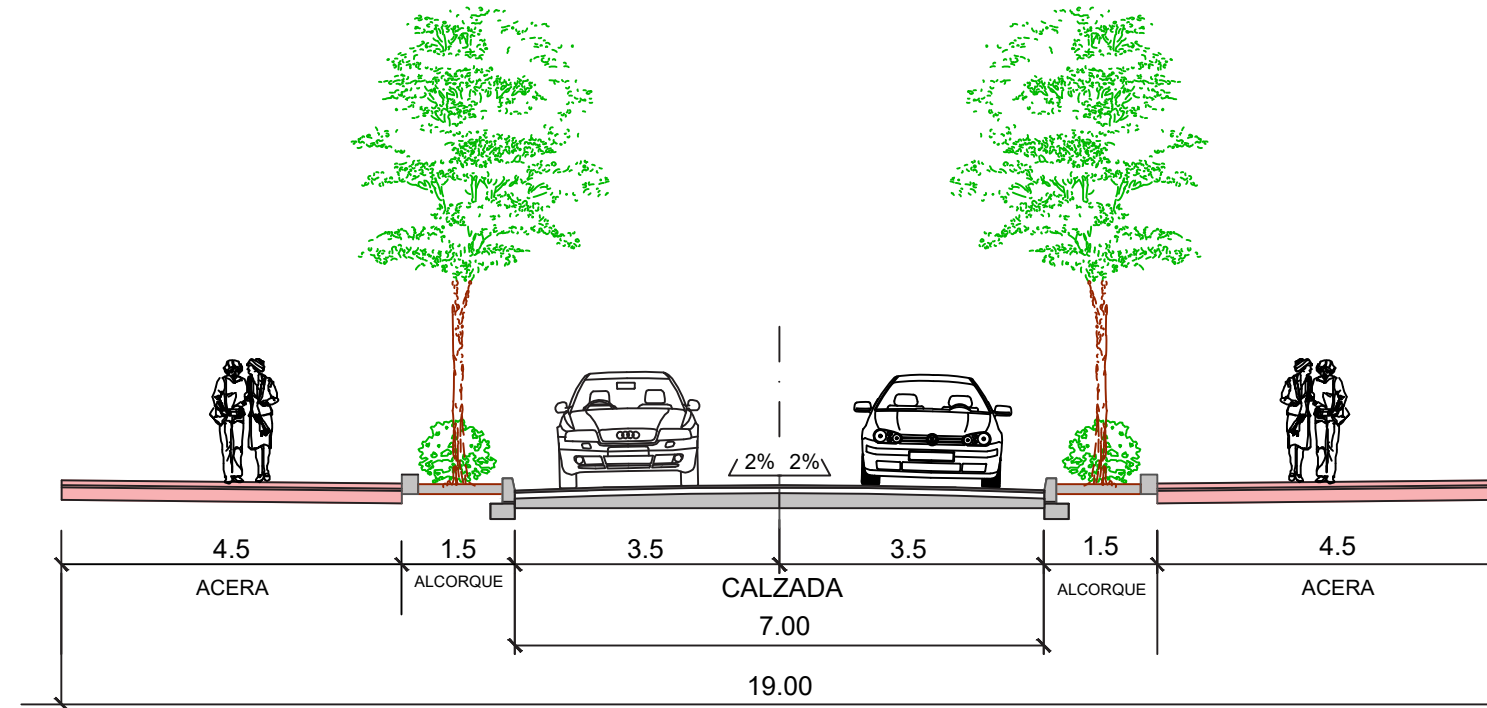 2% 2%
4.5 1.5 3.5 3.5 1.5 4.5
ACERA ALCORQUE CALZADA ALCORQUE ACERA
7.00
19.00